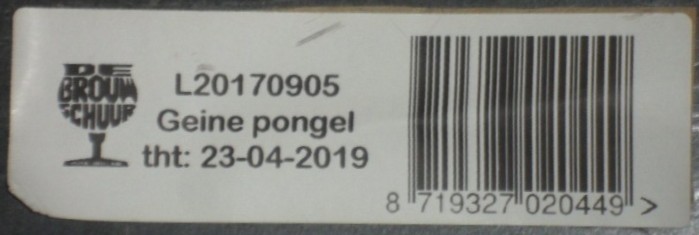 DE
BROUW
SCHUUR
L20170905
Geine pongel
tht: 23-04-2019
8 719327 020449 >